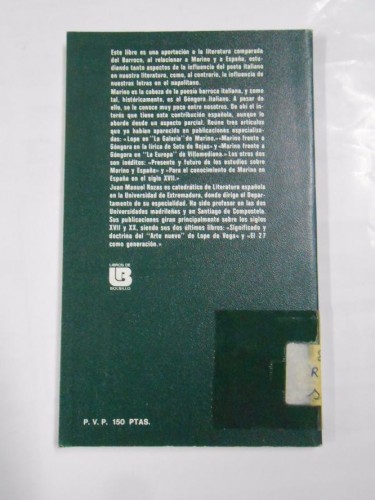 Este libro es una aportación a la literatura comparada
del Barroco, al relacionar a Marino y a España, estu-
diando tanto aspectos de la influencia del poeta italiano
en nuestra literatura, como, al contrario, la influencia de
nuestras letras en el napolitano.
Marino es la cabeza de la poesía barroca italiana, y como
tal, históricamente, es el Góngora italiano. A pesar de
ello, se le conoce muy poco entre nosotros. De ahí el in-
terés que tiene esta contribución española, aunque lo
aborde desde un aspecto parcial. Reúne tres artículos
que ya habían aparecido en publicaciones especializa-
das: «Lope en "La Galería" de Marino», «Marino frente a
Góngora en la lírica de Soto de Rojas» y «Marino frente a
Góngora en "La Europa" de Villamediana». Los otros dos
son inéditos: «Presente y futuro de los estudios sobre
Marino y España» y «Para el conocimiento de Marino en
España en el siglo XVII.»
Juan Manuel Rozas es catedrático de Literatura española
en la Universidad de Extremadura, donde dirige el Depar-
tamento de su especialidad. Ha sido profesor en las dos
Universidades madrileñas y en Santiago de Compostela.
Sus publicaciones giran principalmente sobre los siglos
XVII y XX, siendo sus dos últimos libros: «Significado y
doctrina del "Arte nuevo" de Lope de Vega» y «El 27
como generación.»
LIBROS DE
LB
BOLSILLO
R
P. V. P. 150 PTAS.